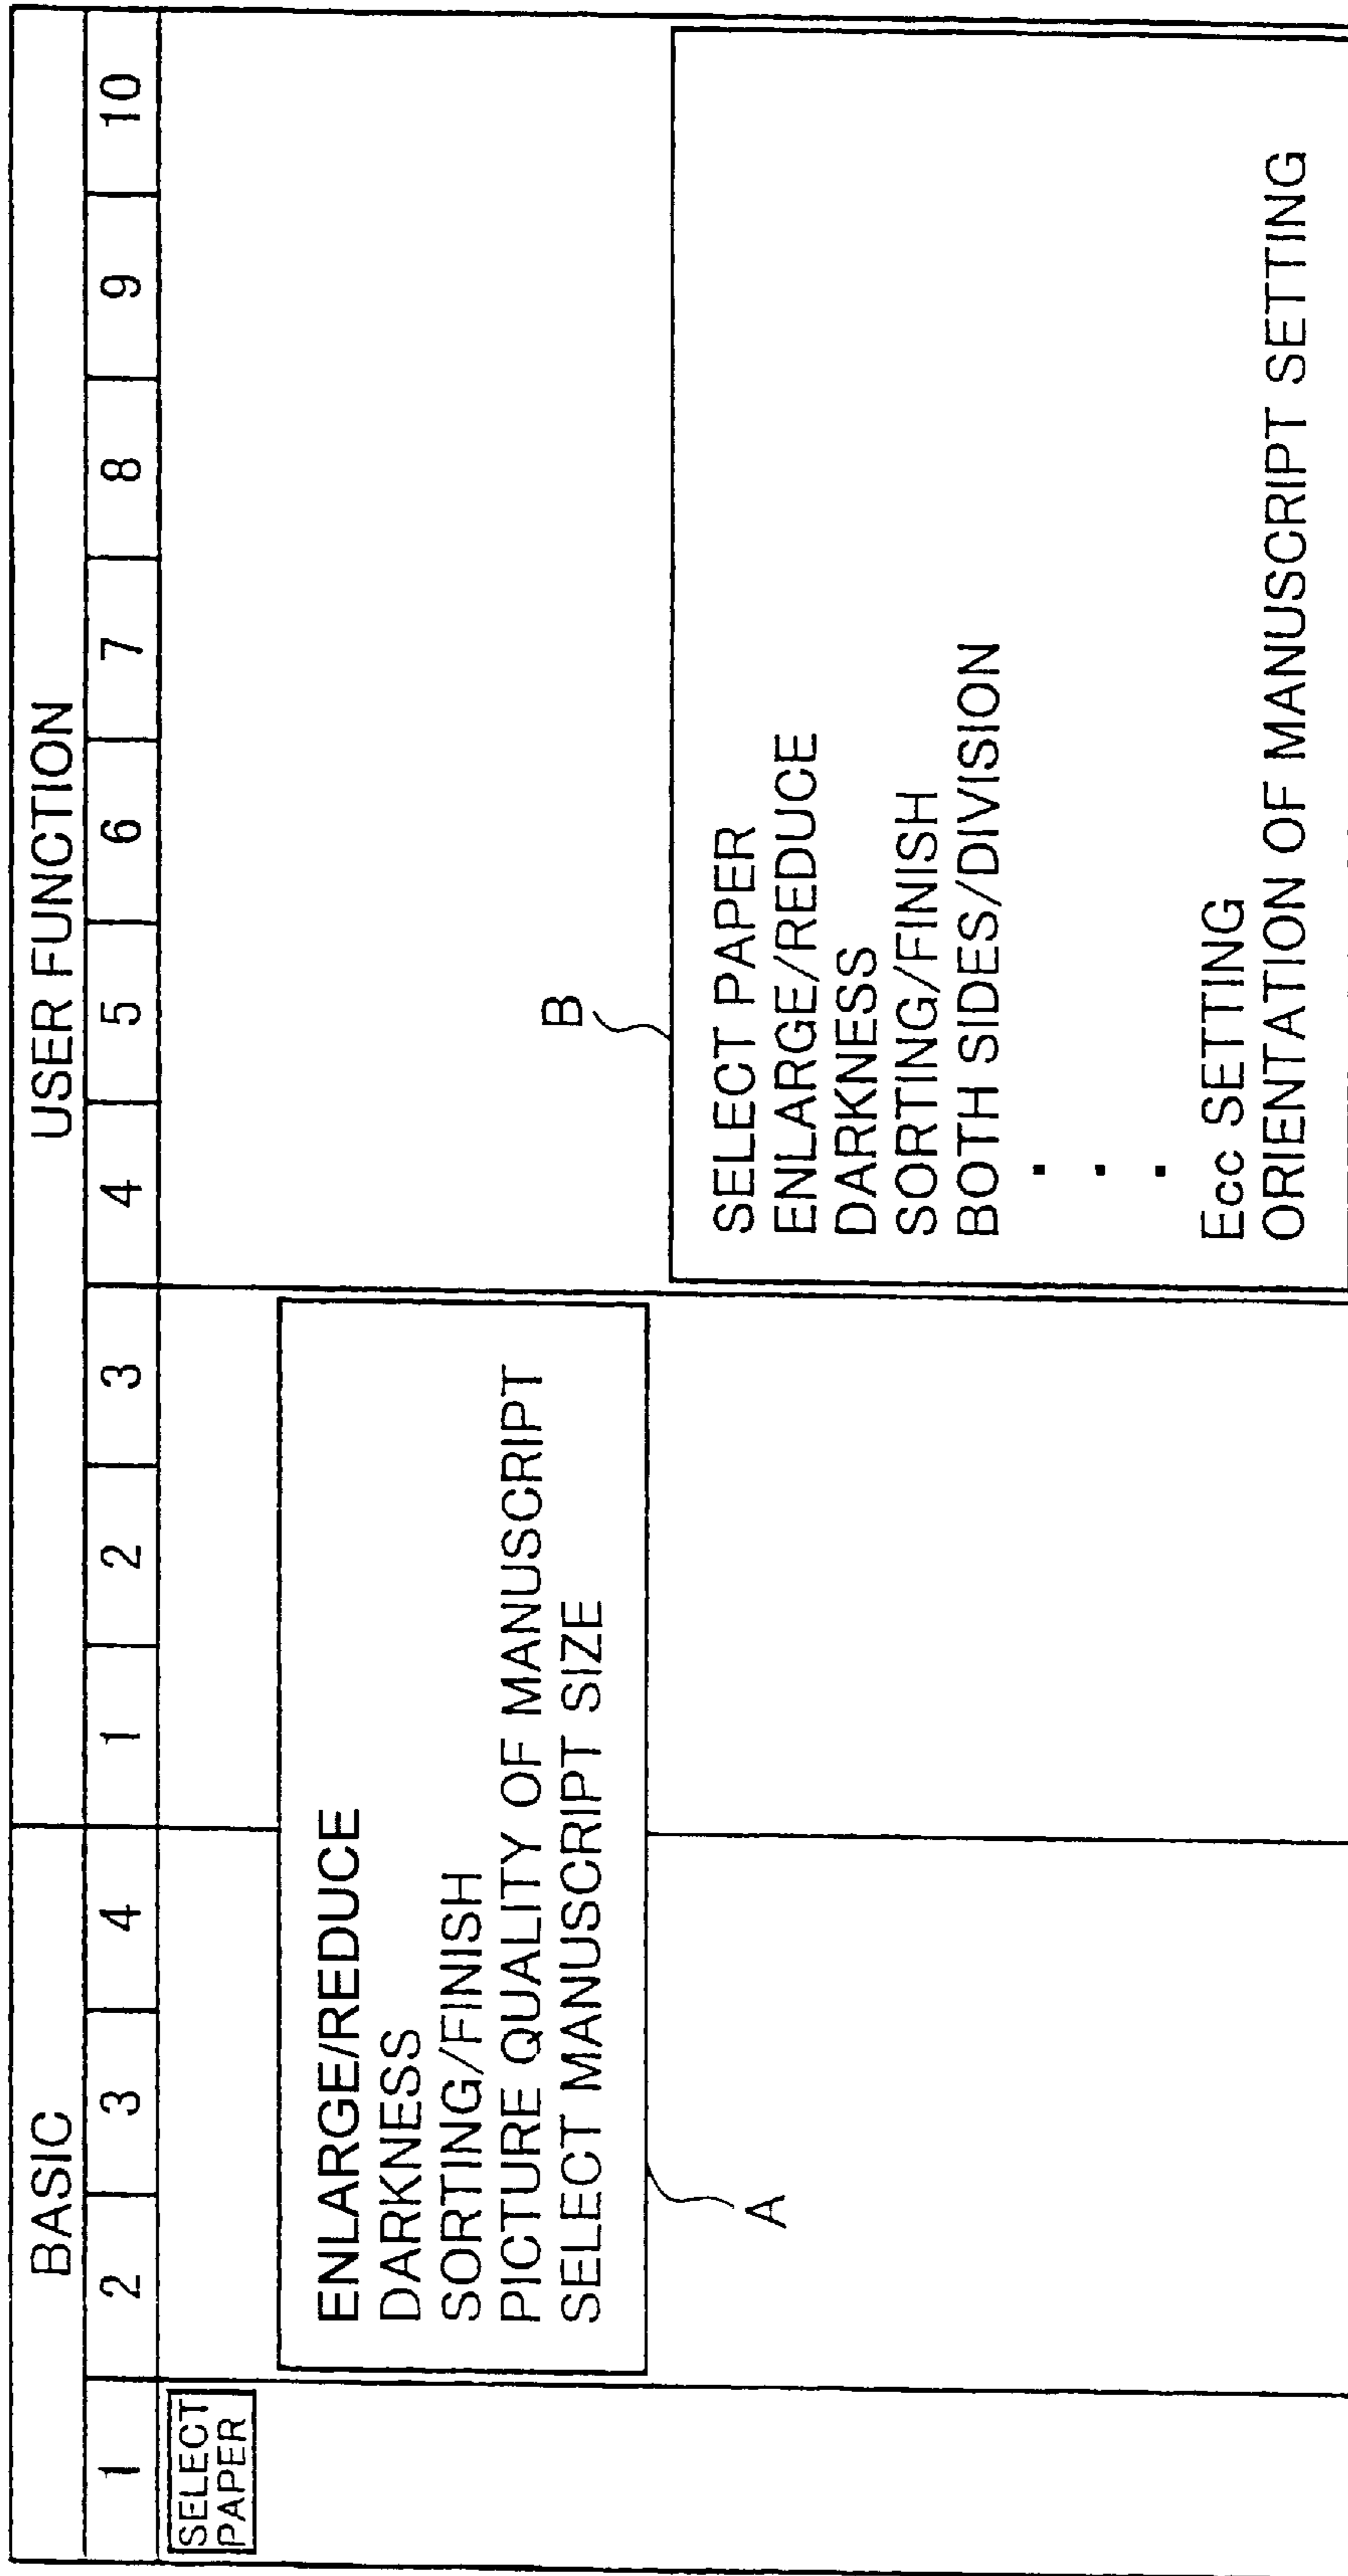 BASIC
USER FUNCTION
1 2 3 4 1 2 3 4 5 6 7 8 9 10
SELECT
PAPER
ENLARGE/REDUCE
DARKNESS
SORTING/FINISH
PICTURE QUALITY OF MANUSCRIPT
SELECT MANUSCRIPT SIZE
A
B
SELECT PAPER
ENLARGE/REDUCE
DARKNESS
SORTING/FINISH
BOTH SIDES/DIVISION
.
.
.
Ecc SETTING
ORIENTATION OF MANUSCRIPT SETTING